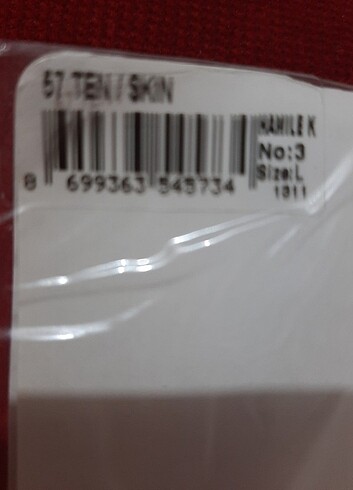 57 TEN / SKIN
HAMILE K
No:3
Size:L
1011
8 699363 545734